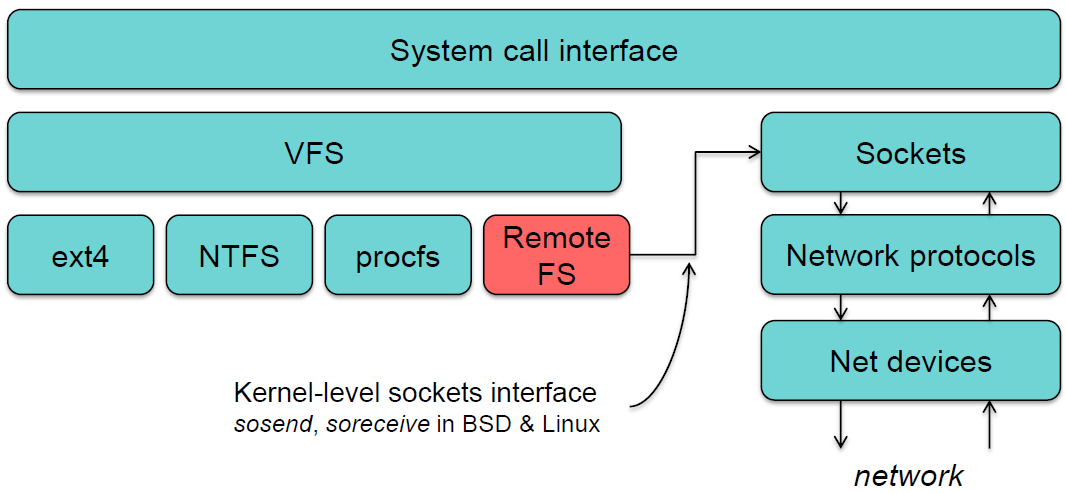 System call interface
VFS
Sockets
ext4
NTFS
procfs
Remote
FS
Network protocols
Net devices
Kernel-level sockets interface
sosend, soreceive in BSD & Linux
network